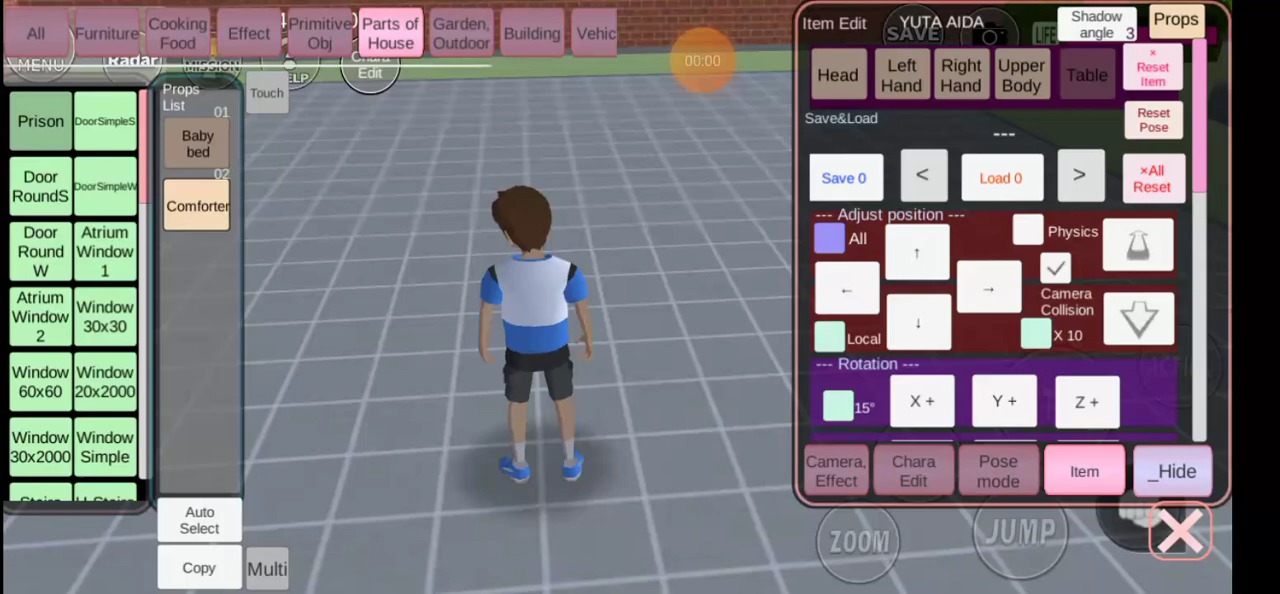 All
Furniture
Cooking
Food
Effect
Primitive
Obj
Parts of
House
Garden,
Outdoor
Building
Vehic
MENU
Radar
MISSION
ELP
Chara
Edit
00:00
Touch
Prison
DoorSimpleS
Door
RoundS
DoorSimpleW
Door
Round
W
Atrium
Window
1
Atrium
Window
2
Window
30x30
Window
60x60
Window
20x2000
Window
30x2000
Window
Simple
Props
List
01
Baby
bed
02
Comforter
Auto
Select
Copy
Multi
Item Edit
YUTA AIDA
SAVE
LIFE
Shadow
angle 3
Props
Head
Left
Hand
Right
Hand
Upper
Body
Table
×
Reset
Item
Save&Load
---
Reset
Pose
Save 0
<
Load 0
>
×All
Reset
--- Adjust position ---
All
↑
Physics
←
→
Camera
Collision
Local
↓
X 10
--- Rotation ---
15°
X +
Y +
Z +
Camera,
Effect
Chara
Edit
Pose
mode
Item
_Hide
ZOOM
JUMP